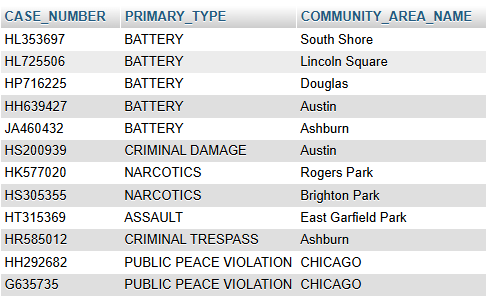 CASE_NUMBER PRIMARY_TYPE COMMUNITY_AREA_NAME
HL353697 BATTERY South Shore
HL725506 BATTERY Lincoln Square
HP716225 BATTERY Douglas
HH639427 BATTERY Austin
JA460432 BATTERY Ashburn
HS200939 CRIMINAL DAMAGE Austin
HK577020 NARCOTICS Rogers Park
HS305355 NARCOTICS Brighton Park
HT315369 ASSAULT East Garfield Park
HR585012 CRIMINAL TRESPASS Ashburn
HH292682 PUBLIC PEACE VIOLATION CHICAGO
G635735 PUBLIC PEACE VIOLATION CHICAGO